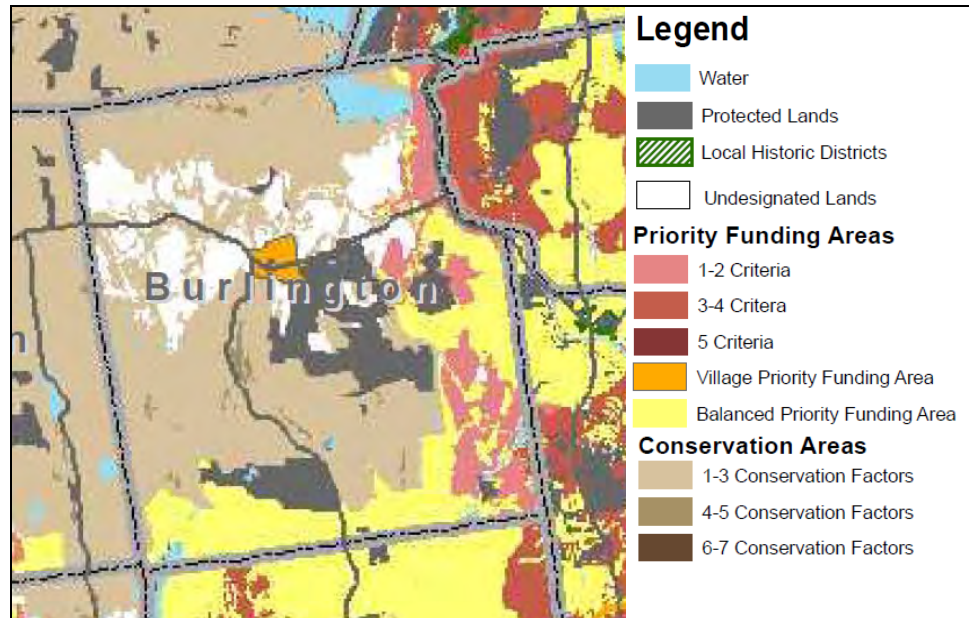 Legend
Water
Protected Lands
Local Historic Districts
Undesignated Lands
Priority Funding Areas
1-2 Criteria
3-4 Critera
5 Criteria
Village Priority Funding Area
Balanced Priority Funding Area
Conservation Areas
1-3 Conservation Factors
4-5 Conservation Factors
6-7 Conservation Factors
Burlington
n